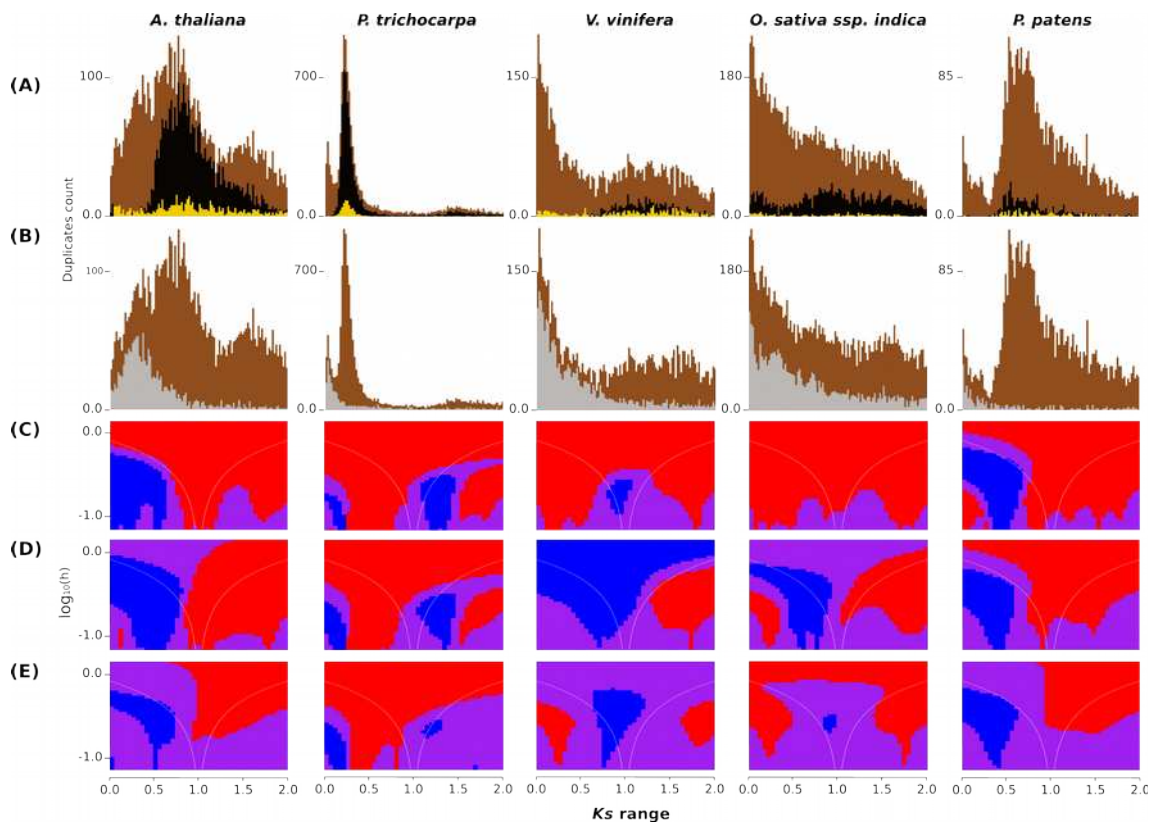 A. thaliana P. trichocarpa V. vinifera O. sativa ssp. indica P. patens
(A)
100 700 150 180 85
0.0 0.0 0.0 0.0 0.0
Duplicates count
(B)
100 700 150 180 85
0.0 0.0 0.0 0.0 0.0
(C)
0.0
-1.0
(D)
0.0
log₁₀(h)
-1.0
(E)
0.0
-1.0
0.0 0.5 1.0 1.5 2.0 0.0 0.5 1.0 1.5 2.0 0.0 0.5 1.0 1.5 2.0 0.0 0.5 1.0 1.5 2.0 0.0 0.5 1.0 1.5 2.0
Ks range